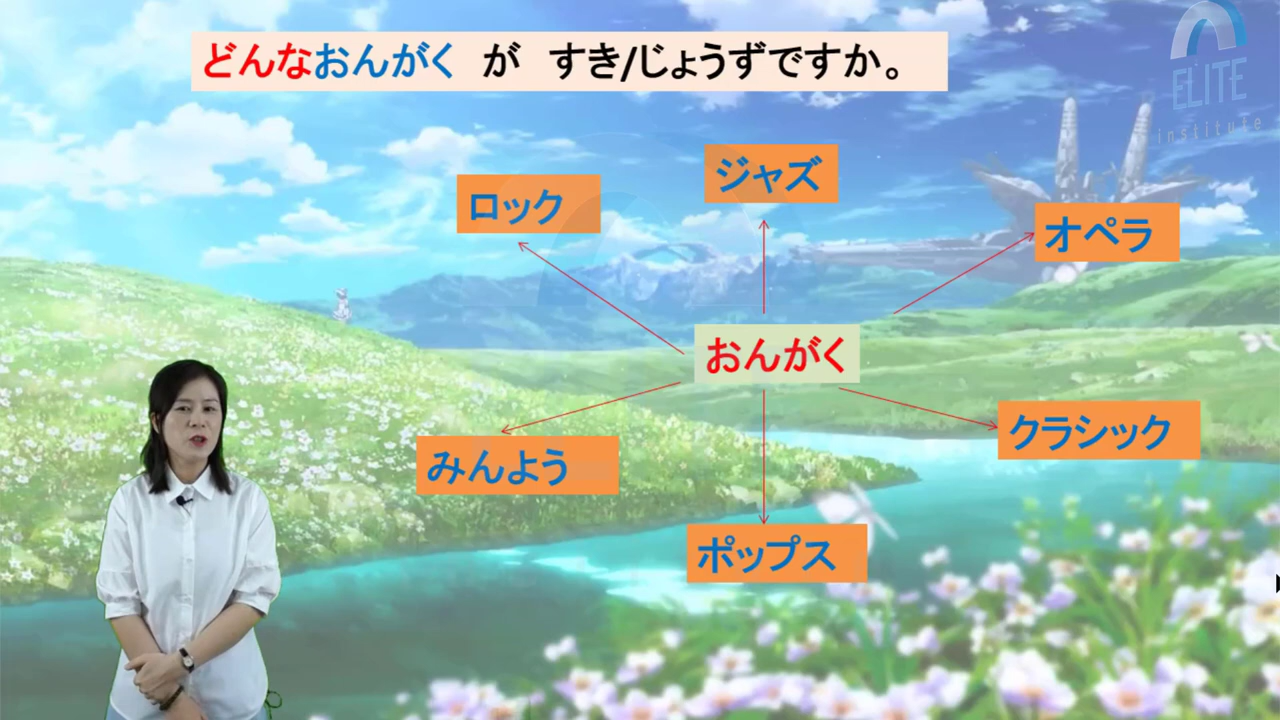 どんなおんがく が すき/じょうずですか。
ELITE
institute
ジャズ
ロック
オペラ
おんがく
クラシック
みんよう
ポップス